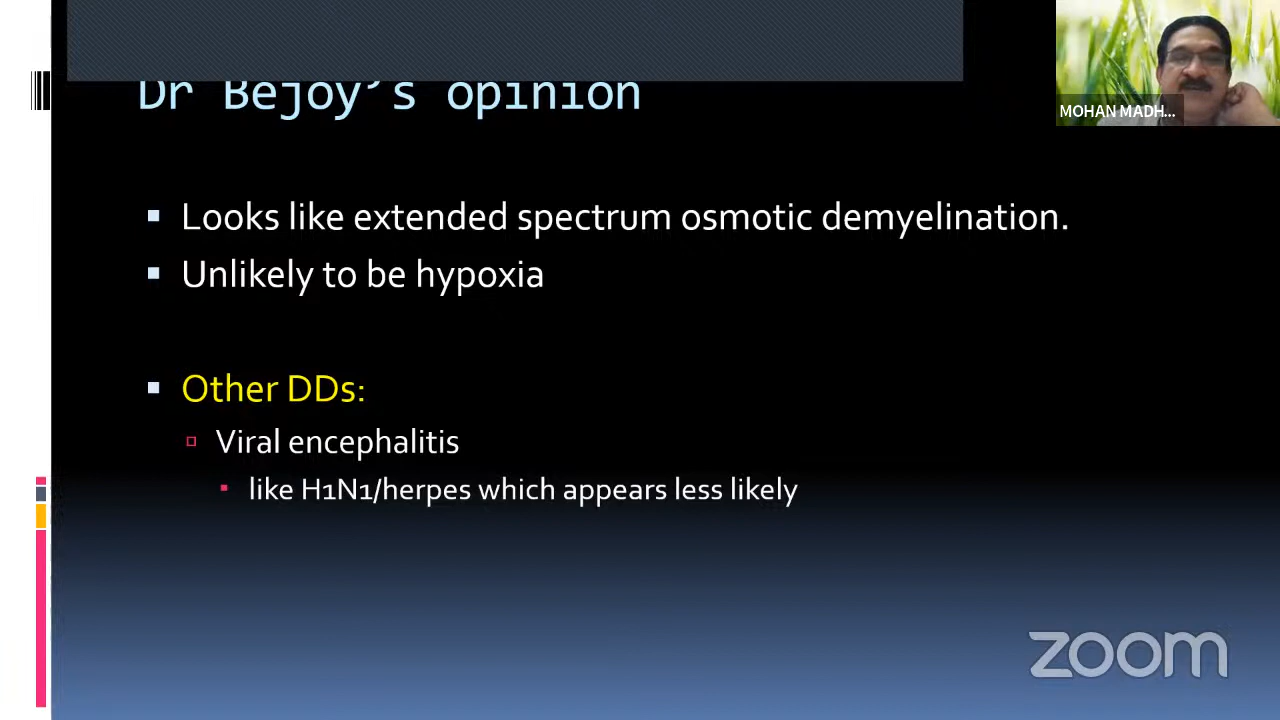 Dr Bejoy's opinion
MOHAN MADH...
Looks like extended spectrum osmotic demyelination.
Unlikely to be hypoxia
Other DDs:
Viral encephalitis
like H1N1/herpes which appears less likely
zoom